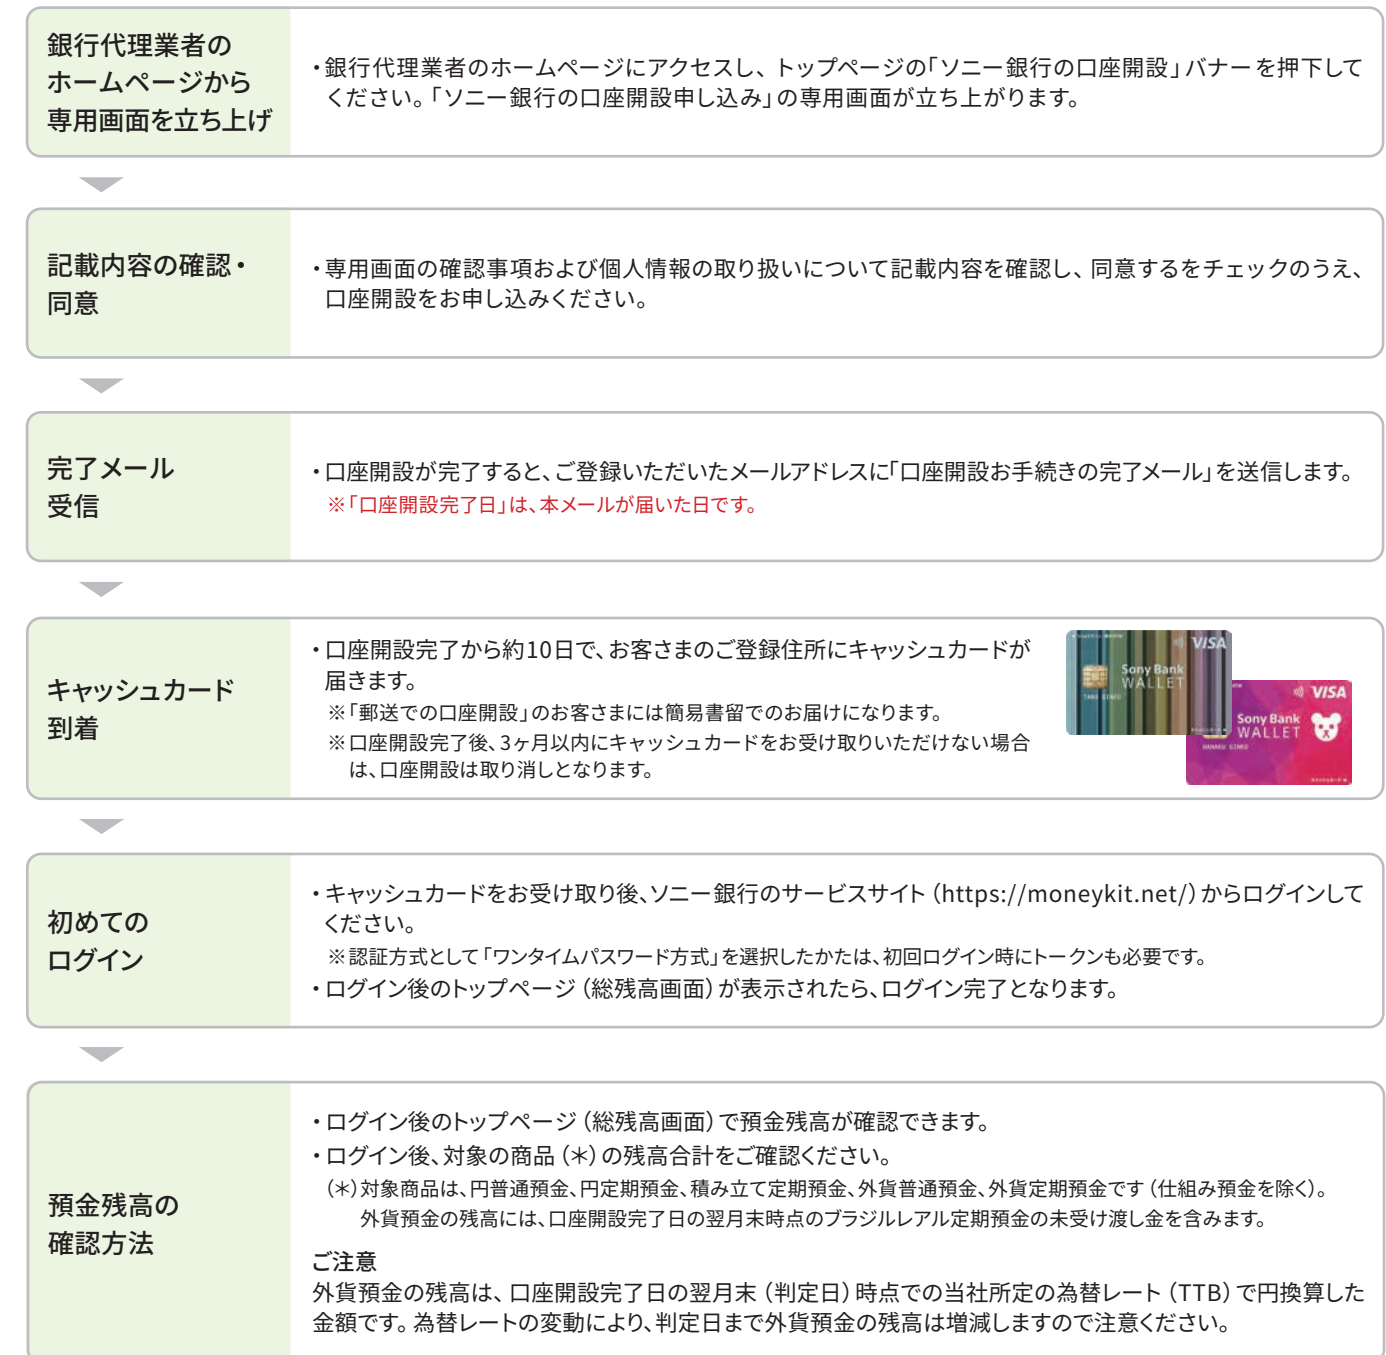 銀行代理業者の
ホームページから
専用画面を立ち上げ
・銀行代理業者のホームページにアクセスし、トップページの「ソニー銀行の口座開設」バナーを押下して
ください。「ソニー銀行の口座開設申し込み」の専用画面が立ち上がります。
記載内容の確認・
同意
・専用画面の確認事項および個人情報の取り扱いについて記載内容を確認し、同意するをチェックのうえ、
口座開設をお申し込みください。
完了メール
受信
・口座開設が完了すると、ご登録いただいたメールアドレスに「口座開設お手続きの完了メール」を送信します。
※「口座開設完了日」は、本メールが届いた日です。
キャッシュカード
到着
・口座開設完了から約10日で、お客さまのご登録住所にキャッシュカードが
届きます。
※「郵送での口座開設」のお客さまには簡易書留でのお届けになります。
※口座開設完了後、3ヶ月以内にキャッシュカードをお受け取りいただけない場合
は、口座開設は取り消しとなります。
VISA
Sony Bank
WALLET
TARO GINKO
VISA
Sony Bank
WALLET
HANAKO GINKO
初めての
ログイン
・キャッシュカードをお受け取り後、ソニー銀行のサービスサイト（https://moneykit.net/）からログインして
ください。
※認証方式として「ワンタイムパスワード方式」を選択したかたは、初回ログイン時にトークンも必要です。
・ログイン後のトップページ（総残高画面）が表示されたら、ログイン完了となります。
預金残高の
確認方法
・ログイン後のトップページ（総残高画面）で預金残高が確認できます。
・ログイン後、対象の商品（＊）の残高合計をご確認ください。
（＊）対象商品は、円普通預金、円定期預金、積み立て定期預金、外貨普通預金、外貨定期預金です（仕組み預金を除く）。
外貨預金の残高には、口座開設完了日の翌月末時点のブラジルレアル定期預金の未受け渡し金を含みます。
ご注意
外貨預金の残高は、口座開設完了日の翌月末（判定日）時点での当社所定の為替レート（TTB）で円換算した
金額です。為替レートの変動により、判定日まで外貨預金の残高は増減しますので注意ください。